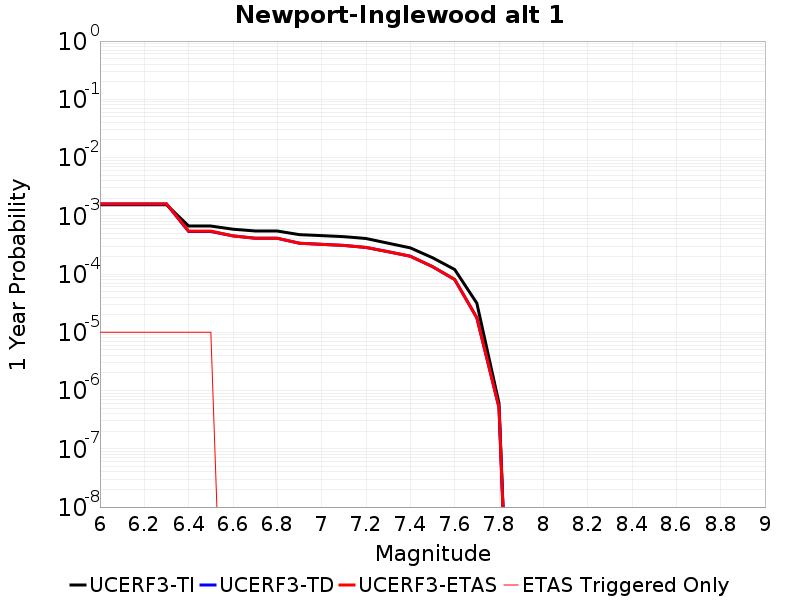 Newport-Inglewood alt 1
1 Year Probability
10^0
10^-1
10^-2
10^-3
10^-4
10^-5
10^-6
10^-7
10^-8
6 6.2 6.4 6.6 6.8 7 7.2 7.4 7.6 7.8 8 8.2 8.4 8.6 8.8 9
Magnitude
UCERF3-TI UCERF3-TD UCERF3-ETAS ETAS Triggered Only